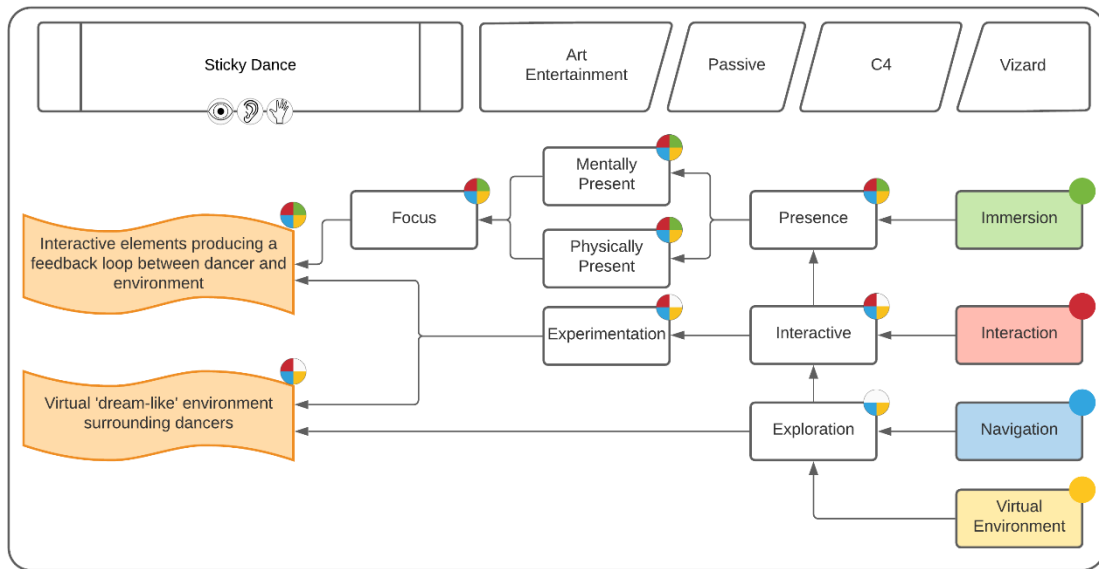 Sticky Dance
Art
Entertainment
Passive
C4
Vizard
Mentally
Present
Focus
Presence
Immersion
Interactive elements producing a
feedback loop between dancer and
environment
Physically
Present
Experimentation
Interactive
Interaction
Virtual 'dream-like' environment
surrounding dancers
Exploration
Navigation
Virtual
Environment